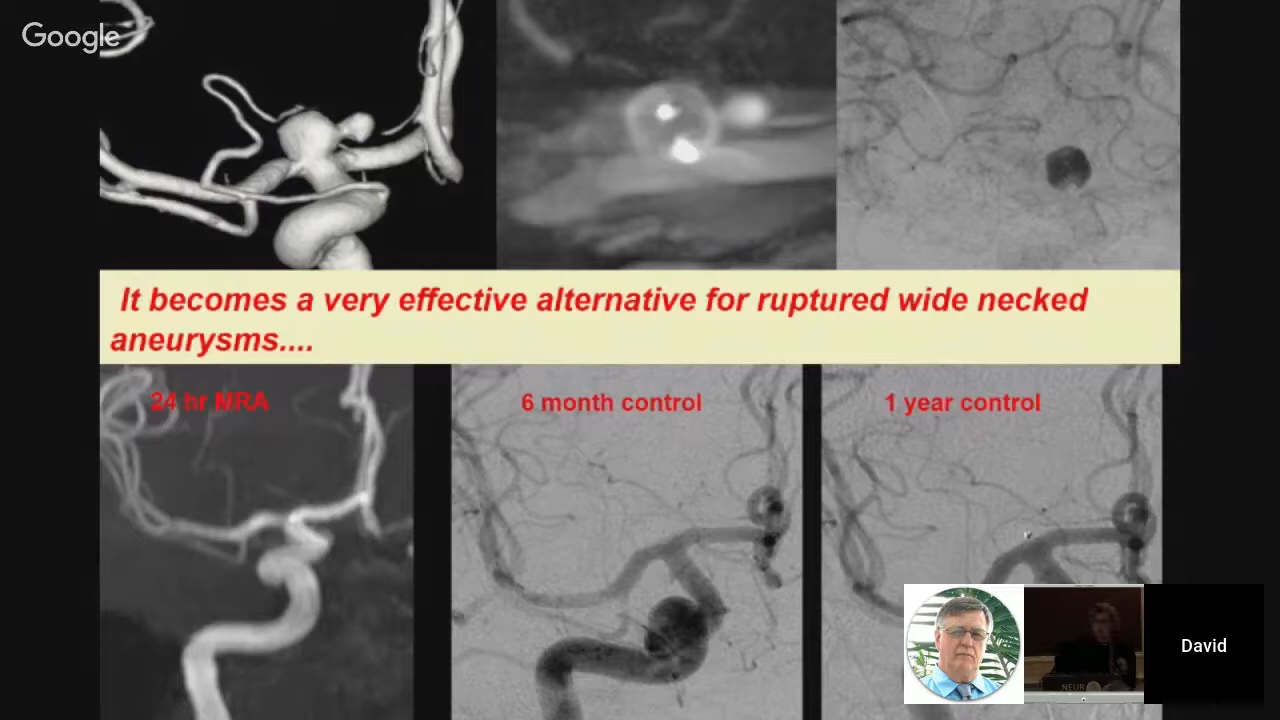 Google
It becomes a very effective alternative for ruptured wide necked
aneurysms....
24 hr MRA
6 month control
1 year control
David
NEUR